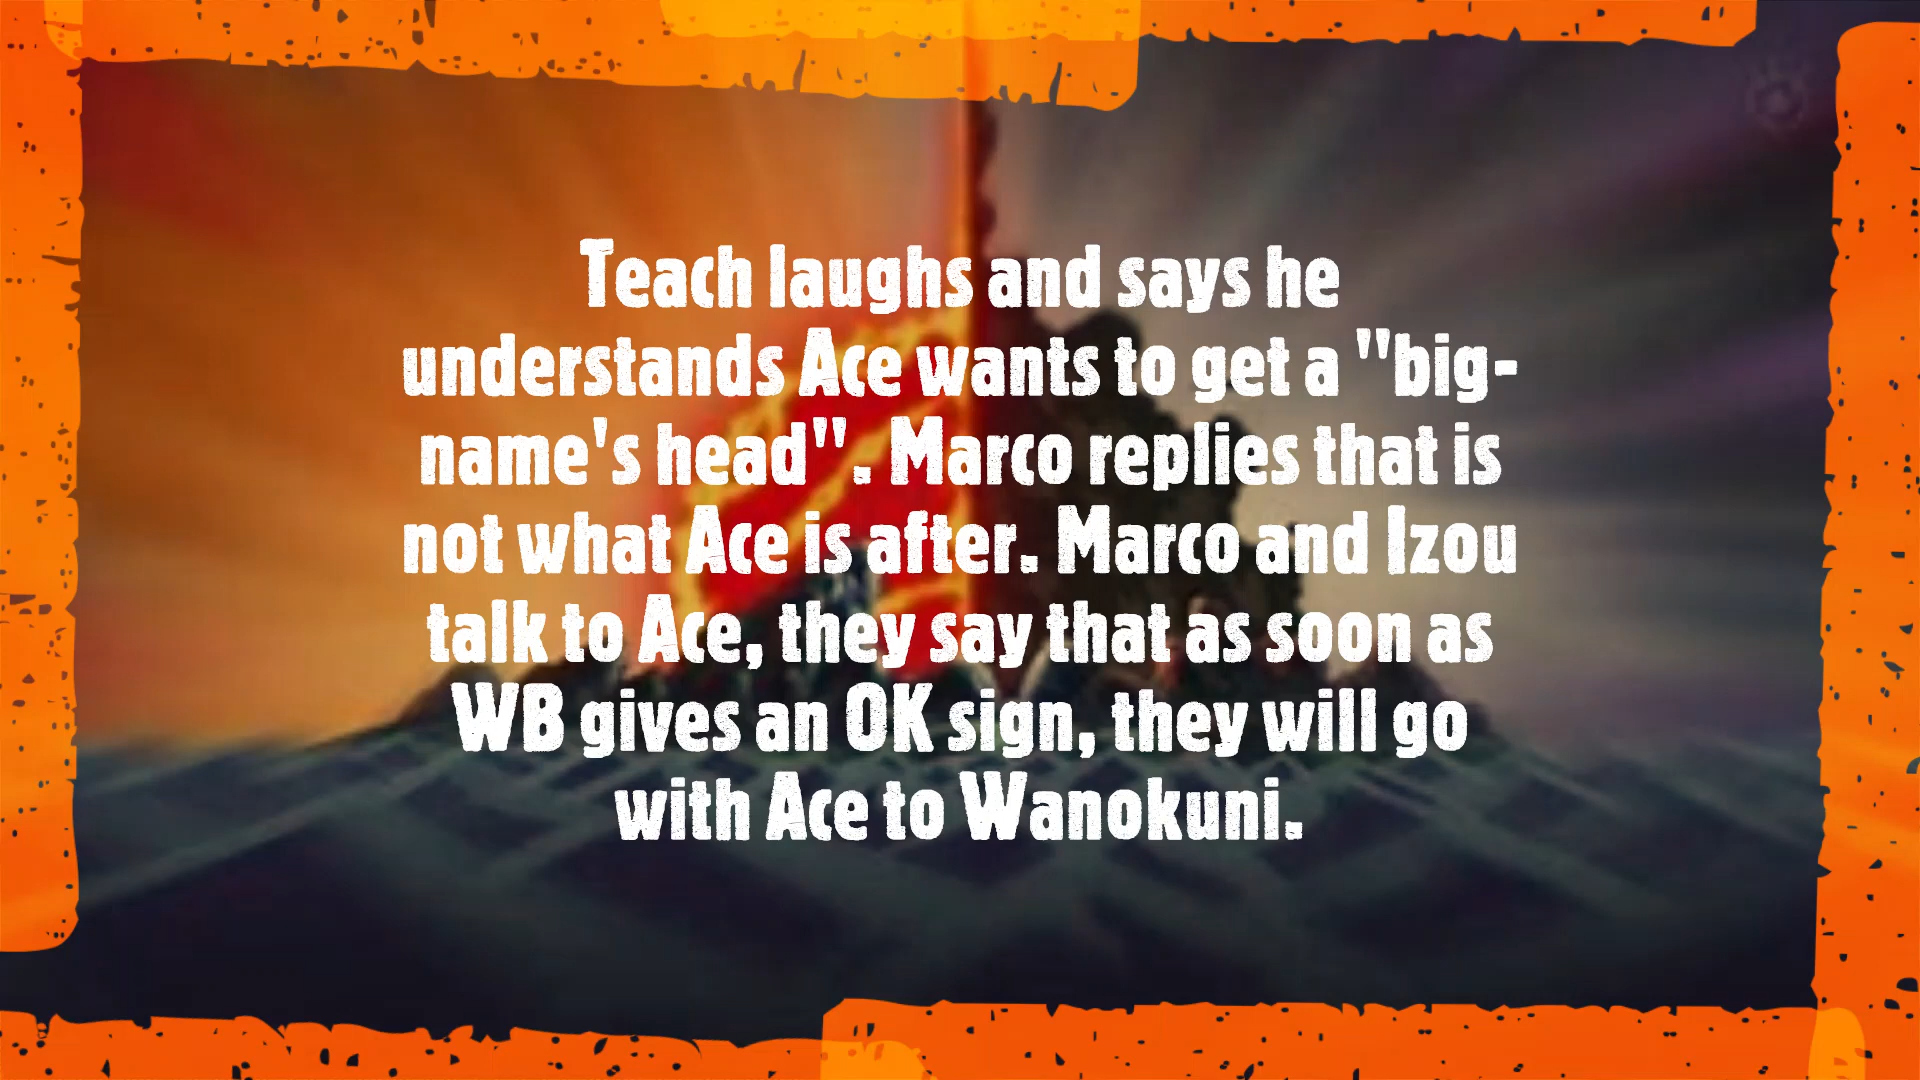 Teach laughs and says he
understands Ace wants to get a "big-
name's head". Marco replies that is
not what Ace is after. Marco and Izou
talk to Ace, they say that as soon as
WB gives an OK sign, they will go
with Ace to Wanokuni.